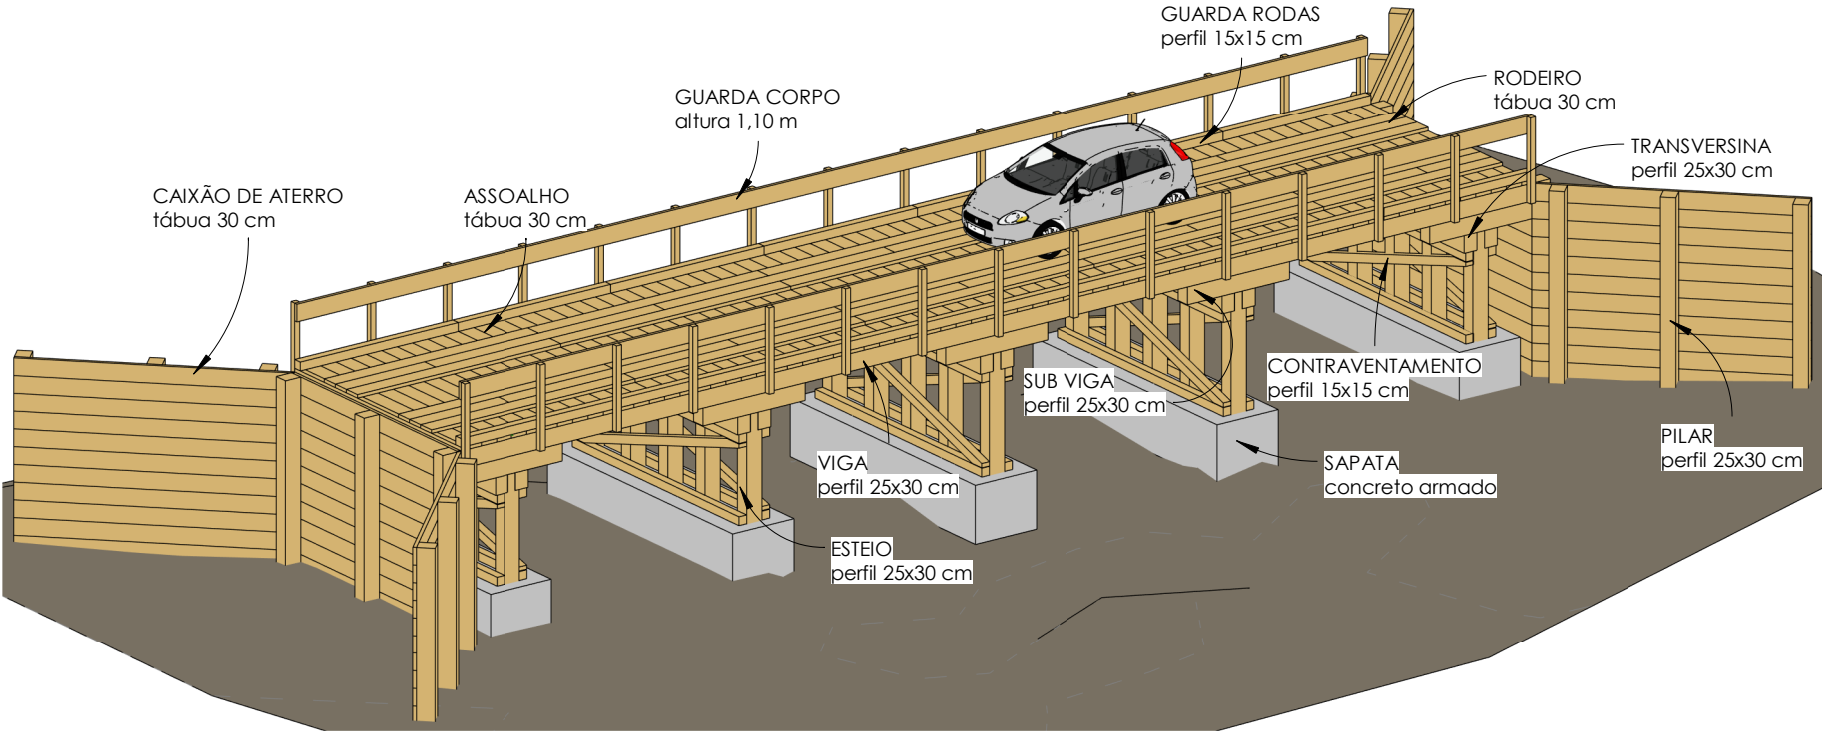 GUARDA RODAS
perfil 15x15 cm
RODEIRO
tábua 30 cm
GUARDA CORPO
altura 1,10 m
TRANSVERSINA
perfil 25x30 cm
CAIXÃO DE ATERRO
tábua 30 cm
ASSOALHO
tábua 30 cm
CONTRAVENTAMENTO
perfil 15x15 cm
SUB VIGA
perfil 25x30 cm
PILAR
perfil 25x30 cm
VIGA
perfil 25x30 cm
SAPATA
concreto armado
ESTEIO
perfil 25x30 cm